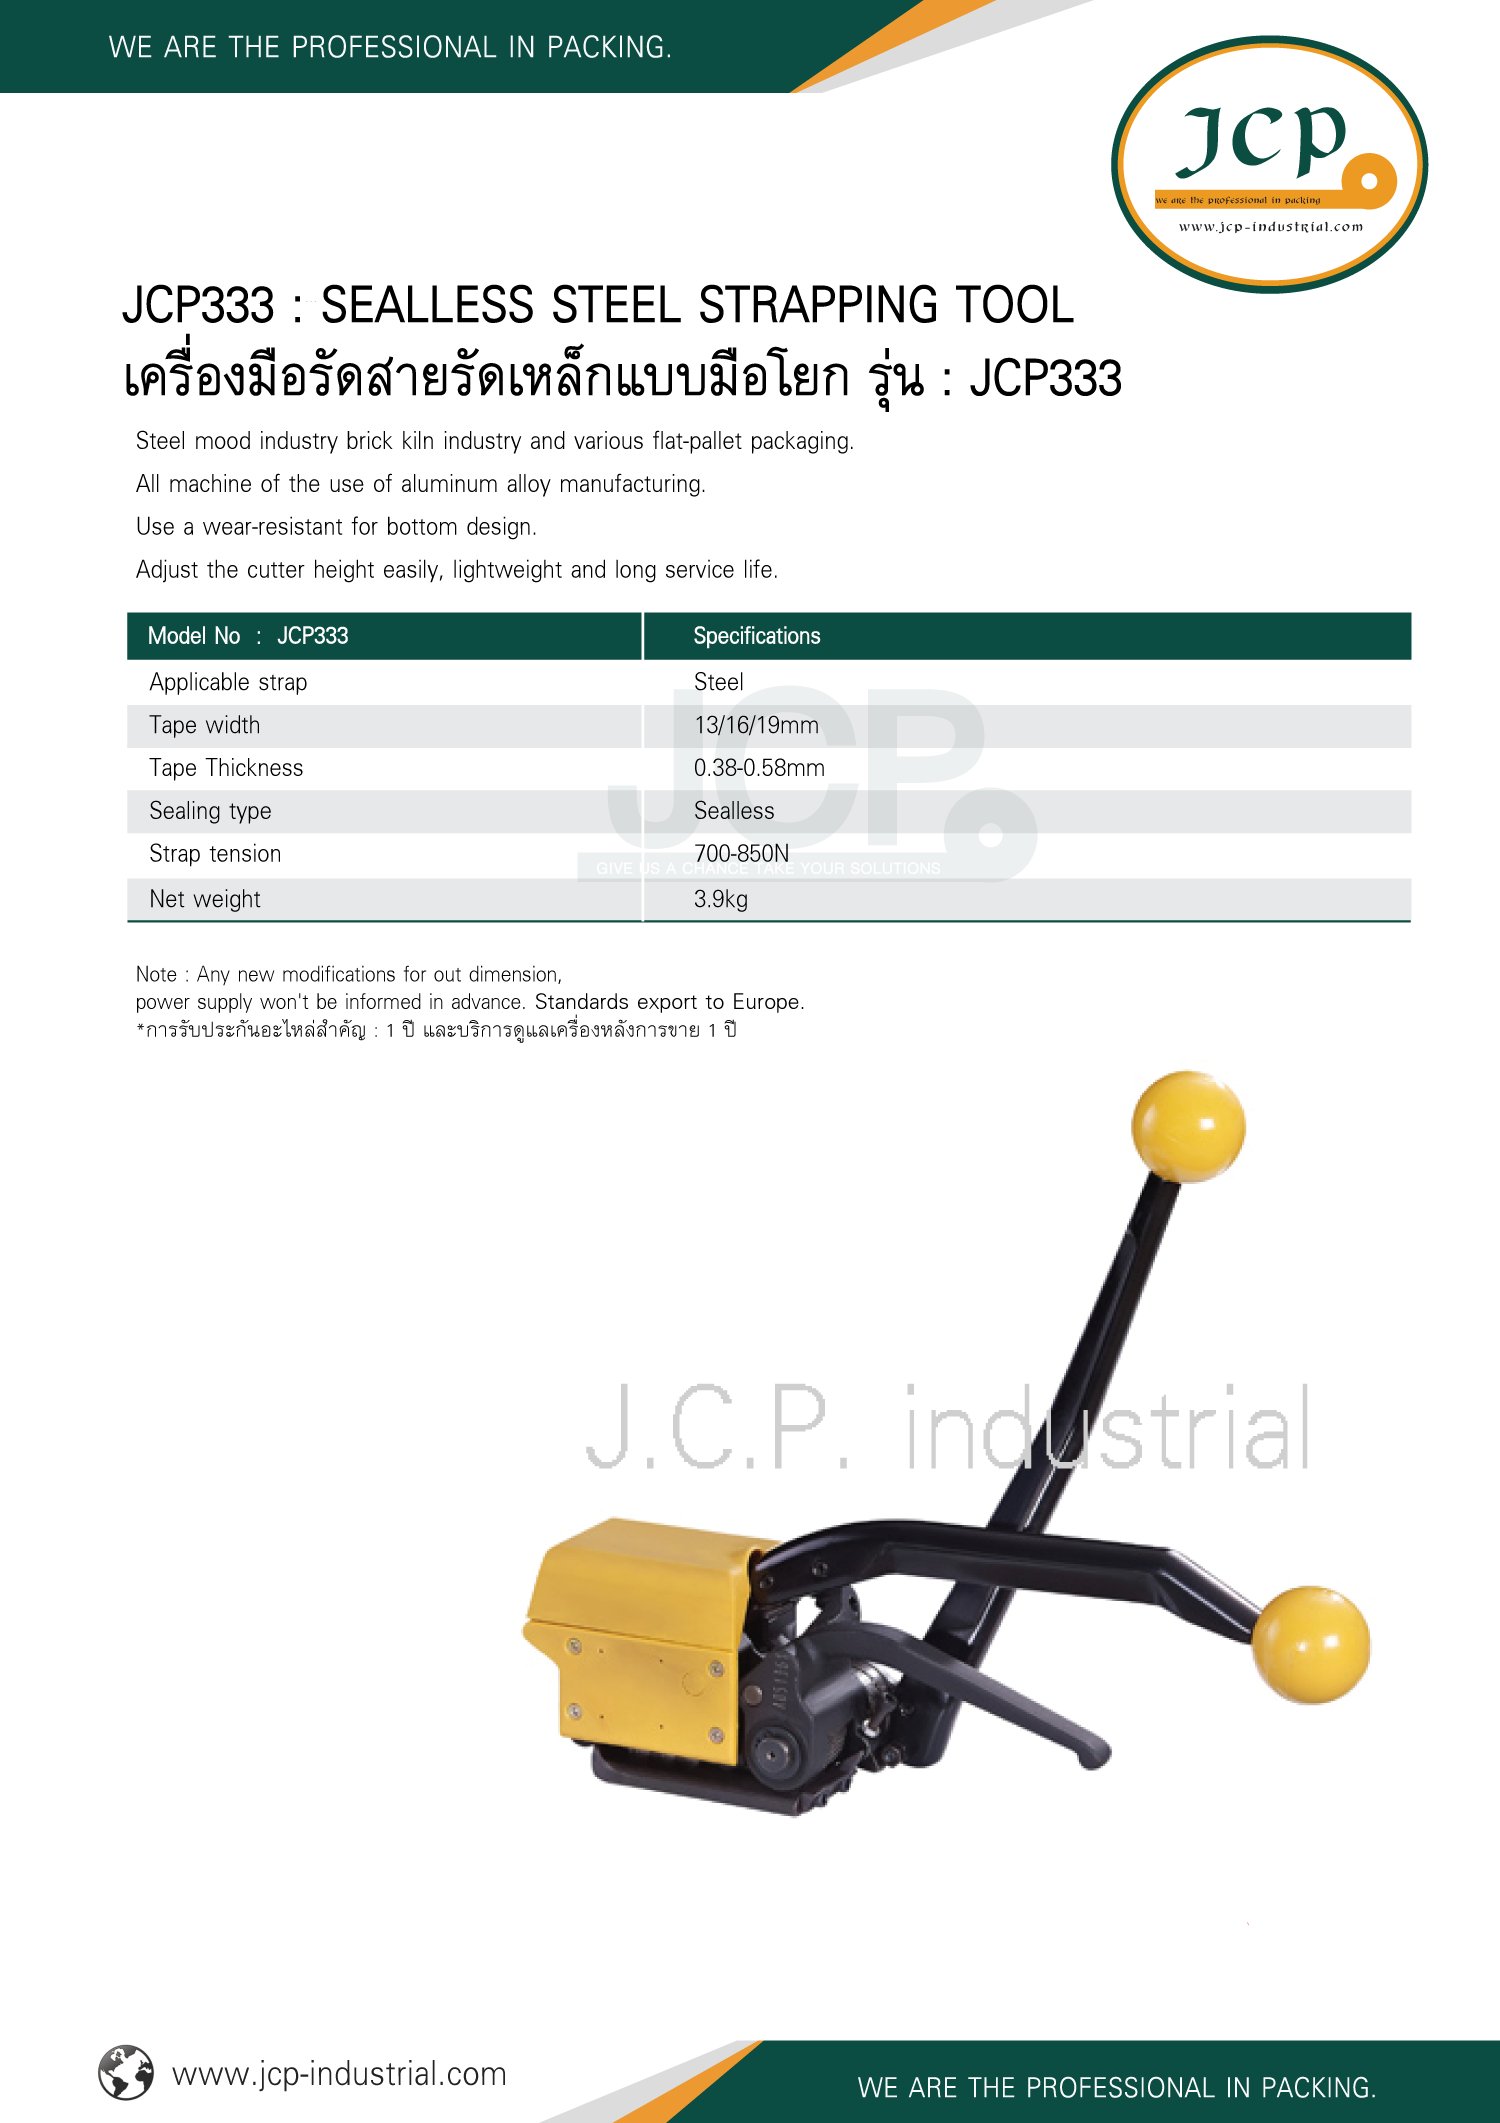 WE ARE THE PROFESSIONAL IN PACKING.
JCP
we are the professional in packing
www.jcp-industrial.com
JCP333 : SEALLESS STEEL STRAPPING TOOL
เครื่องมือรัดสายรัดเหล็กแบบมือโยก รุ่น : JCP333
Steel mood industry brick kiln industry and various flat-pallet packaging.
All machine of the use of aluminum alloy manufacturing.
Use a wear-resistant for bottom design.
Adjust the cutter height easily, lightweight and long service life.
Model No : JCP333 Specifications
Applicable strap Steel
Tape width 13/16/19mm
Tape Thickness 0.38-0.58mm
Sealing type Sealless
Strap tension 700-850N
Net weight 3.9kg
JCP
GIVE US A CHANCE TAKE YOUR SOLUTIONS
Note : Any new modifications for out dimension,
power supply won't be informed in advance. Standards export to Europe.
*การรับประกันอะไหล่สำคัญ : 1 ปี และบริการดูแลเครื่องหลังการขาย 1 ปี
J.C.P. industrial
www.jcp-industrial.com
WE ARE THE PROFESSIONAL IN PACKING.